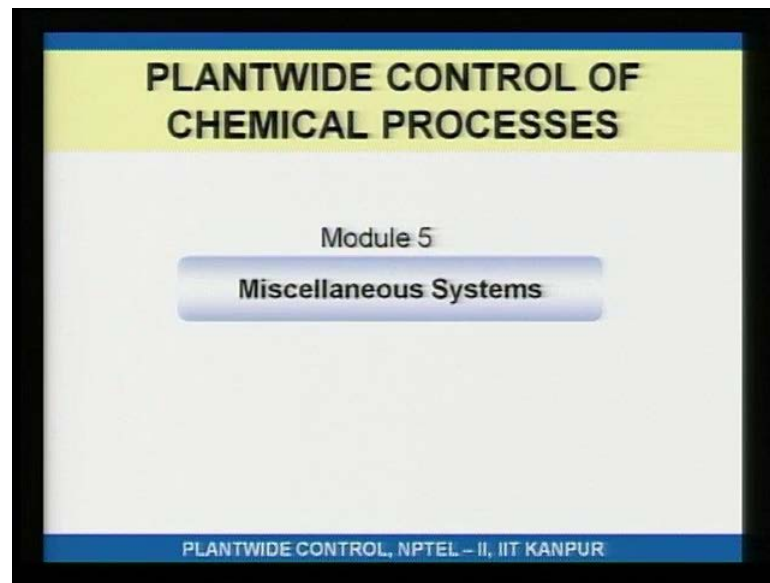 PLANTWIDE CONTROL OF
CHEMICAL PROCESSES
Module 5
Miscellaneous Systems
PLANTWIDE CONTROL, NPTEL – II, IIT KANPUR